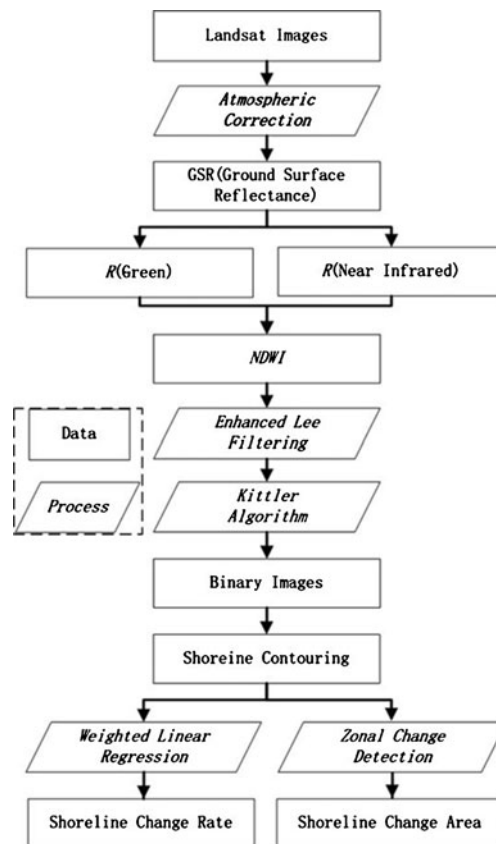 Landsat Images
Atmospheric
Correction
GSR(Ground Surface
Reflectance)
R(Green)
R(Near Infrared)
NDWI
Data
Process
Enhanced Lee
Filtering
Kittler
Algorithm
Binary Images
Shoreine Contouring
Weighted Linear
Regression
Zonal Change
Detection
Shoreline Change Rate
Shoreline Change Area